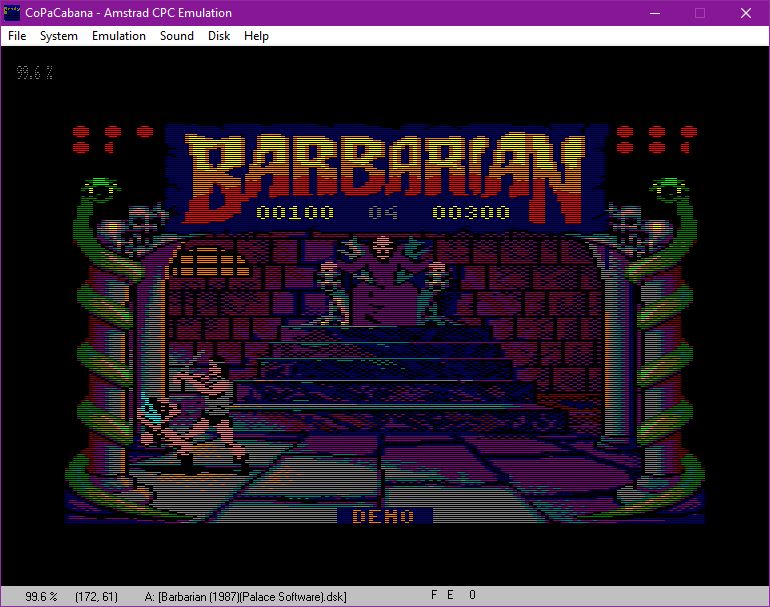 CoPaCabana - Amstrad CPC Emulation
File System Emulation Sound Disk Help
99.6 %
BARBARIAN
00100 04 00300
DEMO
99.6 % (172, 61) A: [Barbarian (1987)(Palace Software).dsk] F E 0